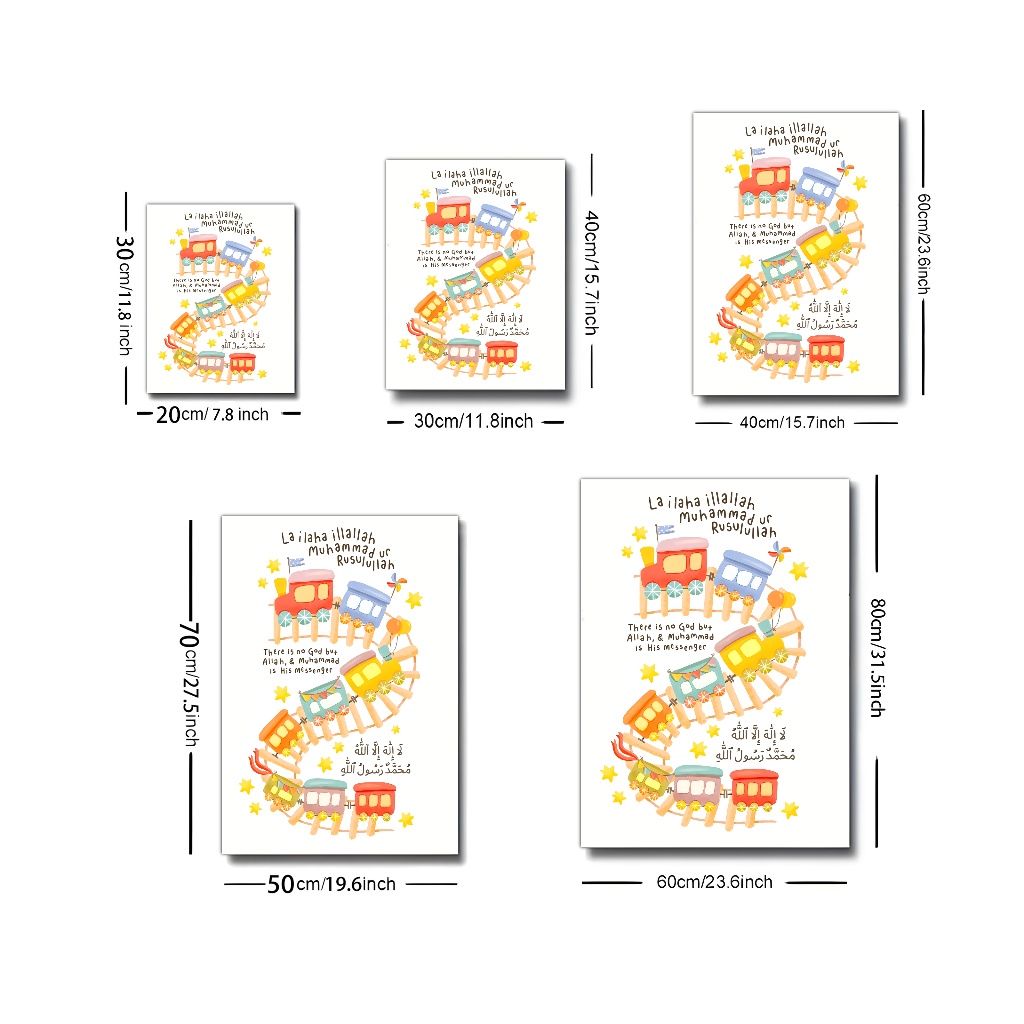 La ilaha illallah
Muhammad ur
Rusulullah
There is no God but
Allah, & Muhammad
is His Messenger
لَا إِلٰهَ إِلَّا ٱللّٰهُ
مُحَمَّدٌ رَسُولُ ٱللّٰهِ
30cm/11.8 inch
20cm/ 7.8 inch
La ilaha illallah
Muhammad ur
Rusulullah
There is no God but
Allah, & Muhammad
is His Messenger
لَا إِلٰهَ إِلَّا ٱللّٰهُ
مُحَمَّدٌ رَسُولُ ٱللّٰهِ
40cm/15.7inch
30cm/11.8inch
La ilaha illallah
Muhammad ur
Rusulullah
There is no God but
Allah, & Muhammad
is His Messenger
لَا إِلٰهَ إِلَّا ٱللّٰهُ
مُحَمَّدٌ رَسُولُ ٱللّٰهِ
60cm/23.6inch
40cm/15.7inch
La ilaha illallah
Muhammad ur
Rusulullah
There is no God but
Allah, & Muhammad
is His Messenger
لَا إِلٰهَ إِلَّا ٱللّٰهُ
مُحَمَّدٌ رَسُولُ ٱللّٰهِ
70cm/27.5inch
50cm/19.6inch
La ilaha illallah
Muhammad ur
Rusulullah
There is no God but
Allah, & Muhammad
is His Messenger
لَا إِلٰهَ إِلَّا ٱللّٰهُ
مُحَمَّدٌ رَسُولُ ٱللّٰهِ
80cm/31.5inch
60cm/23.6inch